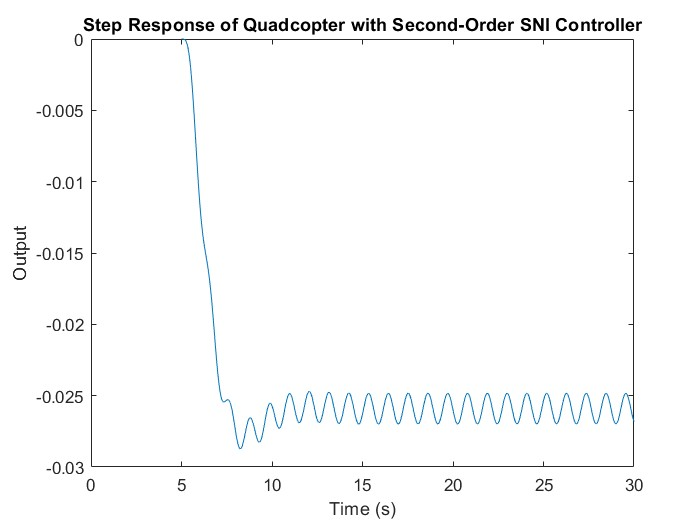 Step Response of Quadcopter with Second-Order SNI Controller
0
-0.005
-0.01
-0.015
-0.02
-0.025
-0.03
Output
0 5 10 15 20 25 30
Time (s)